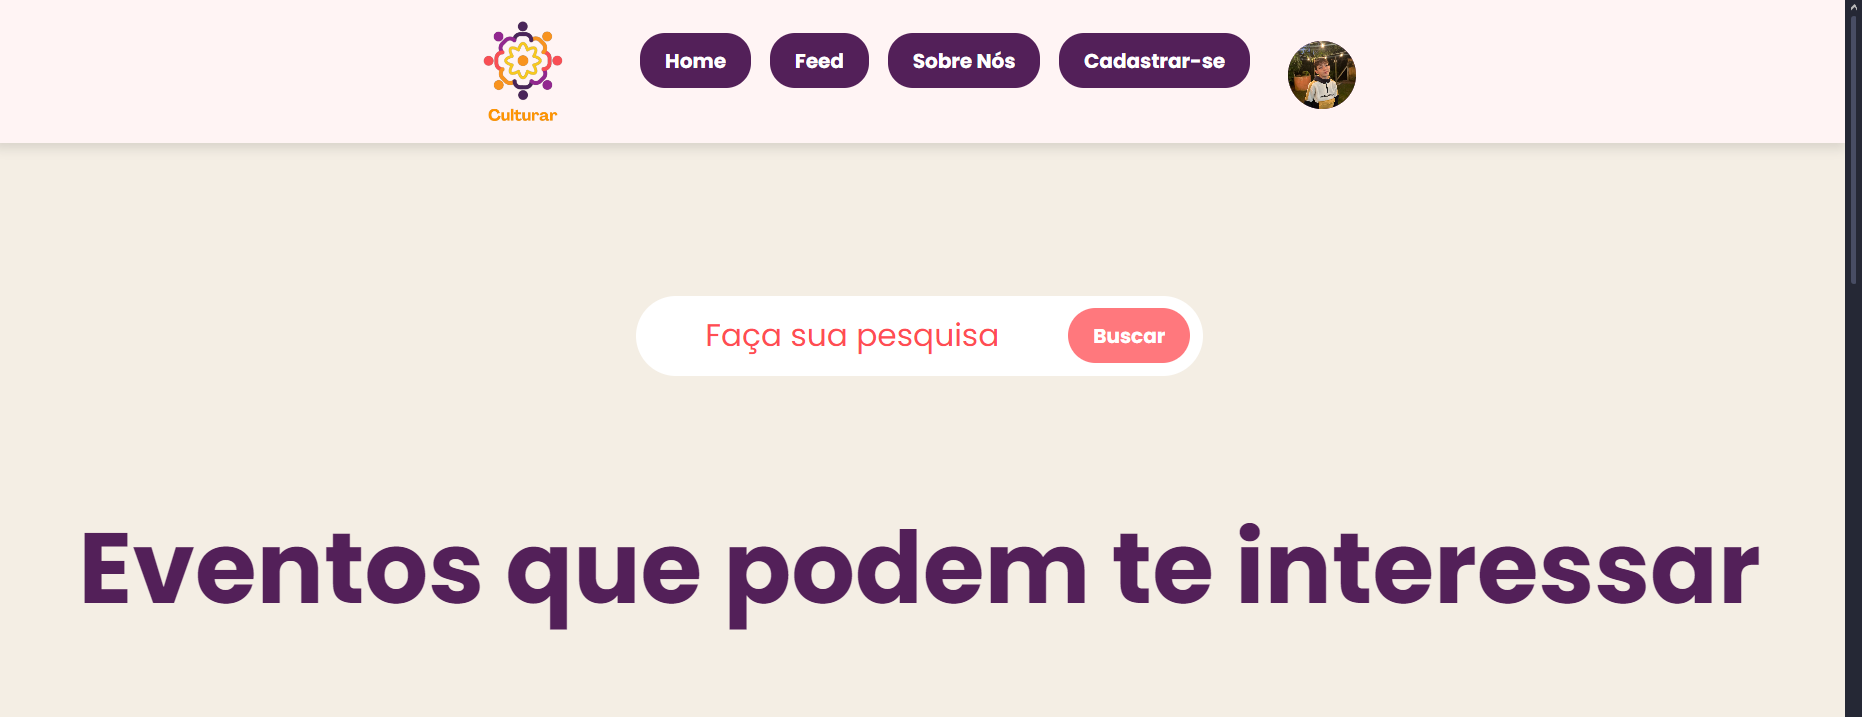 Culturar
Home
Feed
Sobre Nós
Cadastrar-se
Faça sua pesquisa
Buscar
Eventos que podem te interessar